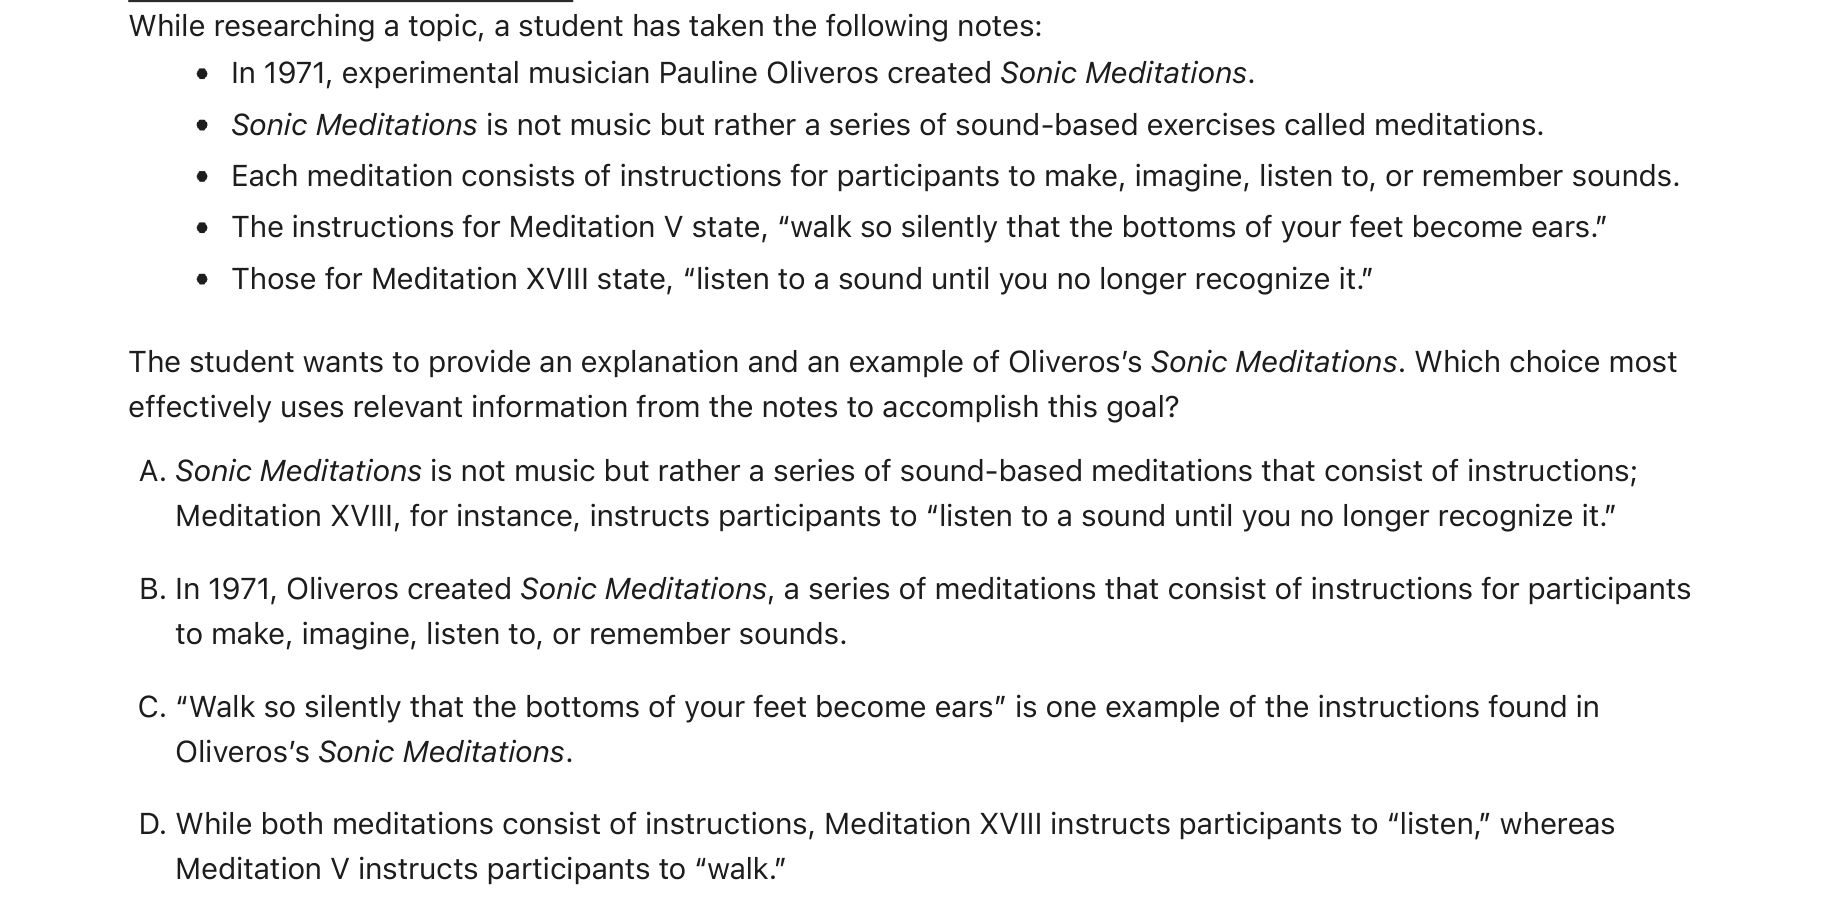 While researching a topic, a student has taken the following notes:
• In 1971, experimental musician Pauline Oliveros created Sonic Meditations.
• Sonic Meditations is not music but rather a series of sound-based exercises called meditations.
• Each meditation consists of instructions for participants to make, imagine, listen to, or remember sounds.
• The instructions for Meditation V state, “walk so silently that the bottoms of your feet become ears.”
• Those for Meditation XVIII state, “listen to a sound until you no longer recognize it.”
The student wants to provide an explanation and an example of Oliveros’s Sonic Meditations. Which choice most
effectively uses relevant information from the notes to accomplish this goal?
A. Sonic Meditations is not music but rather a series of sound-based meditations that consist of instructions;
Meditation XVIII, for instance, instructs participants to “listen to a sound until you no longer recognize it.”
B. In 1971, Oliveros created Sonic Meditations, a series of meditations that consist of instructions for participants
to make, imagine, listen to, or remember sounds.
C. “Walk so silently that the bottoms of your feet become ears” is one example of the instructions found in
Oliveros’s Sonic Meditations.
D. While both meditations consist of instructions, Meditation XVIII instructs participants to “listen,” whereas
Meditation V instructs participants to “walk.”